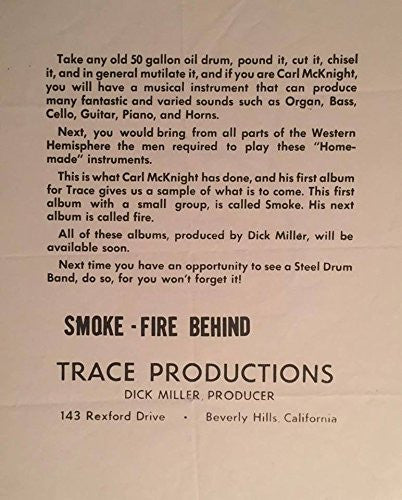 Take any old 50 gallon oil drum, pound it, cut it, chisel
it, and in general mutilate it, and if you are Carl McKnight,
you will have a musical instrument that can produce
many fantastic and varied sounds such as Organ, Bass,
Cello, Guitar, Piano, and Horns.
Next, you would bring from all parts of the Western
Hemisphere the men required to play these "Home-
made" instruments.
This is what Carl McKnight has done, and his first album
for Trace gives us a sample of what is to come. This first
album with a small group, is called Smoke. His next
album is called fire.
All of these albums, produced by Dick Miller, will be
available soon.
Next time you have an opportunity to see a Steel Drum
Band, do so, for you won't forget it!
SMOKE - FIRE BEHIND
TRACE PRODUCTIONS
DICK MILLER, PRODUCER
143 Rexford Drive • Beverly Hills, California